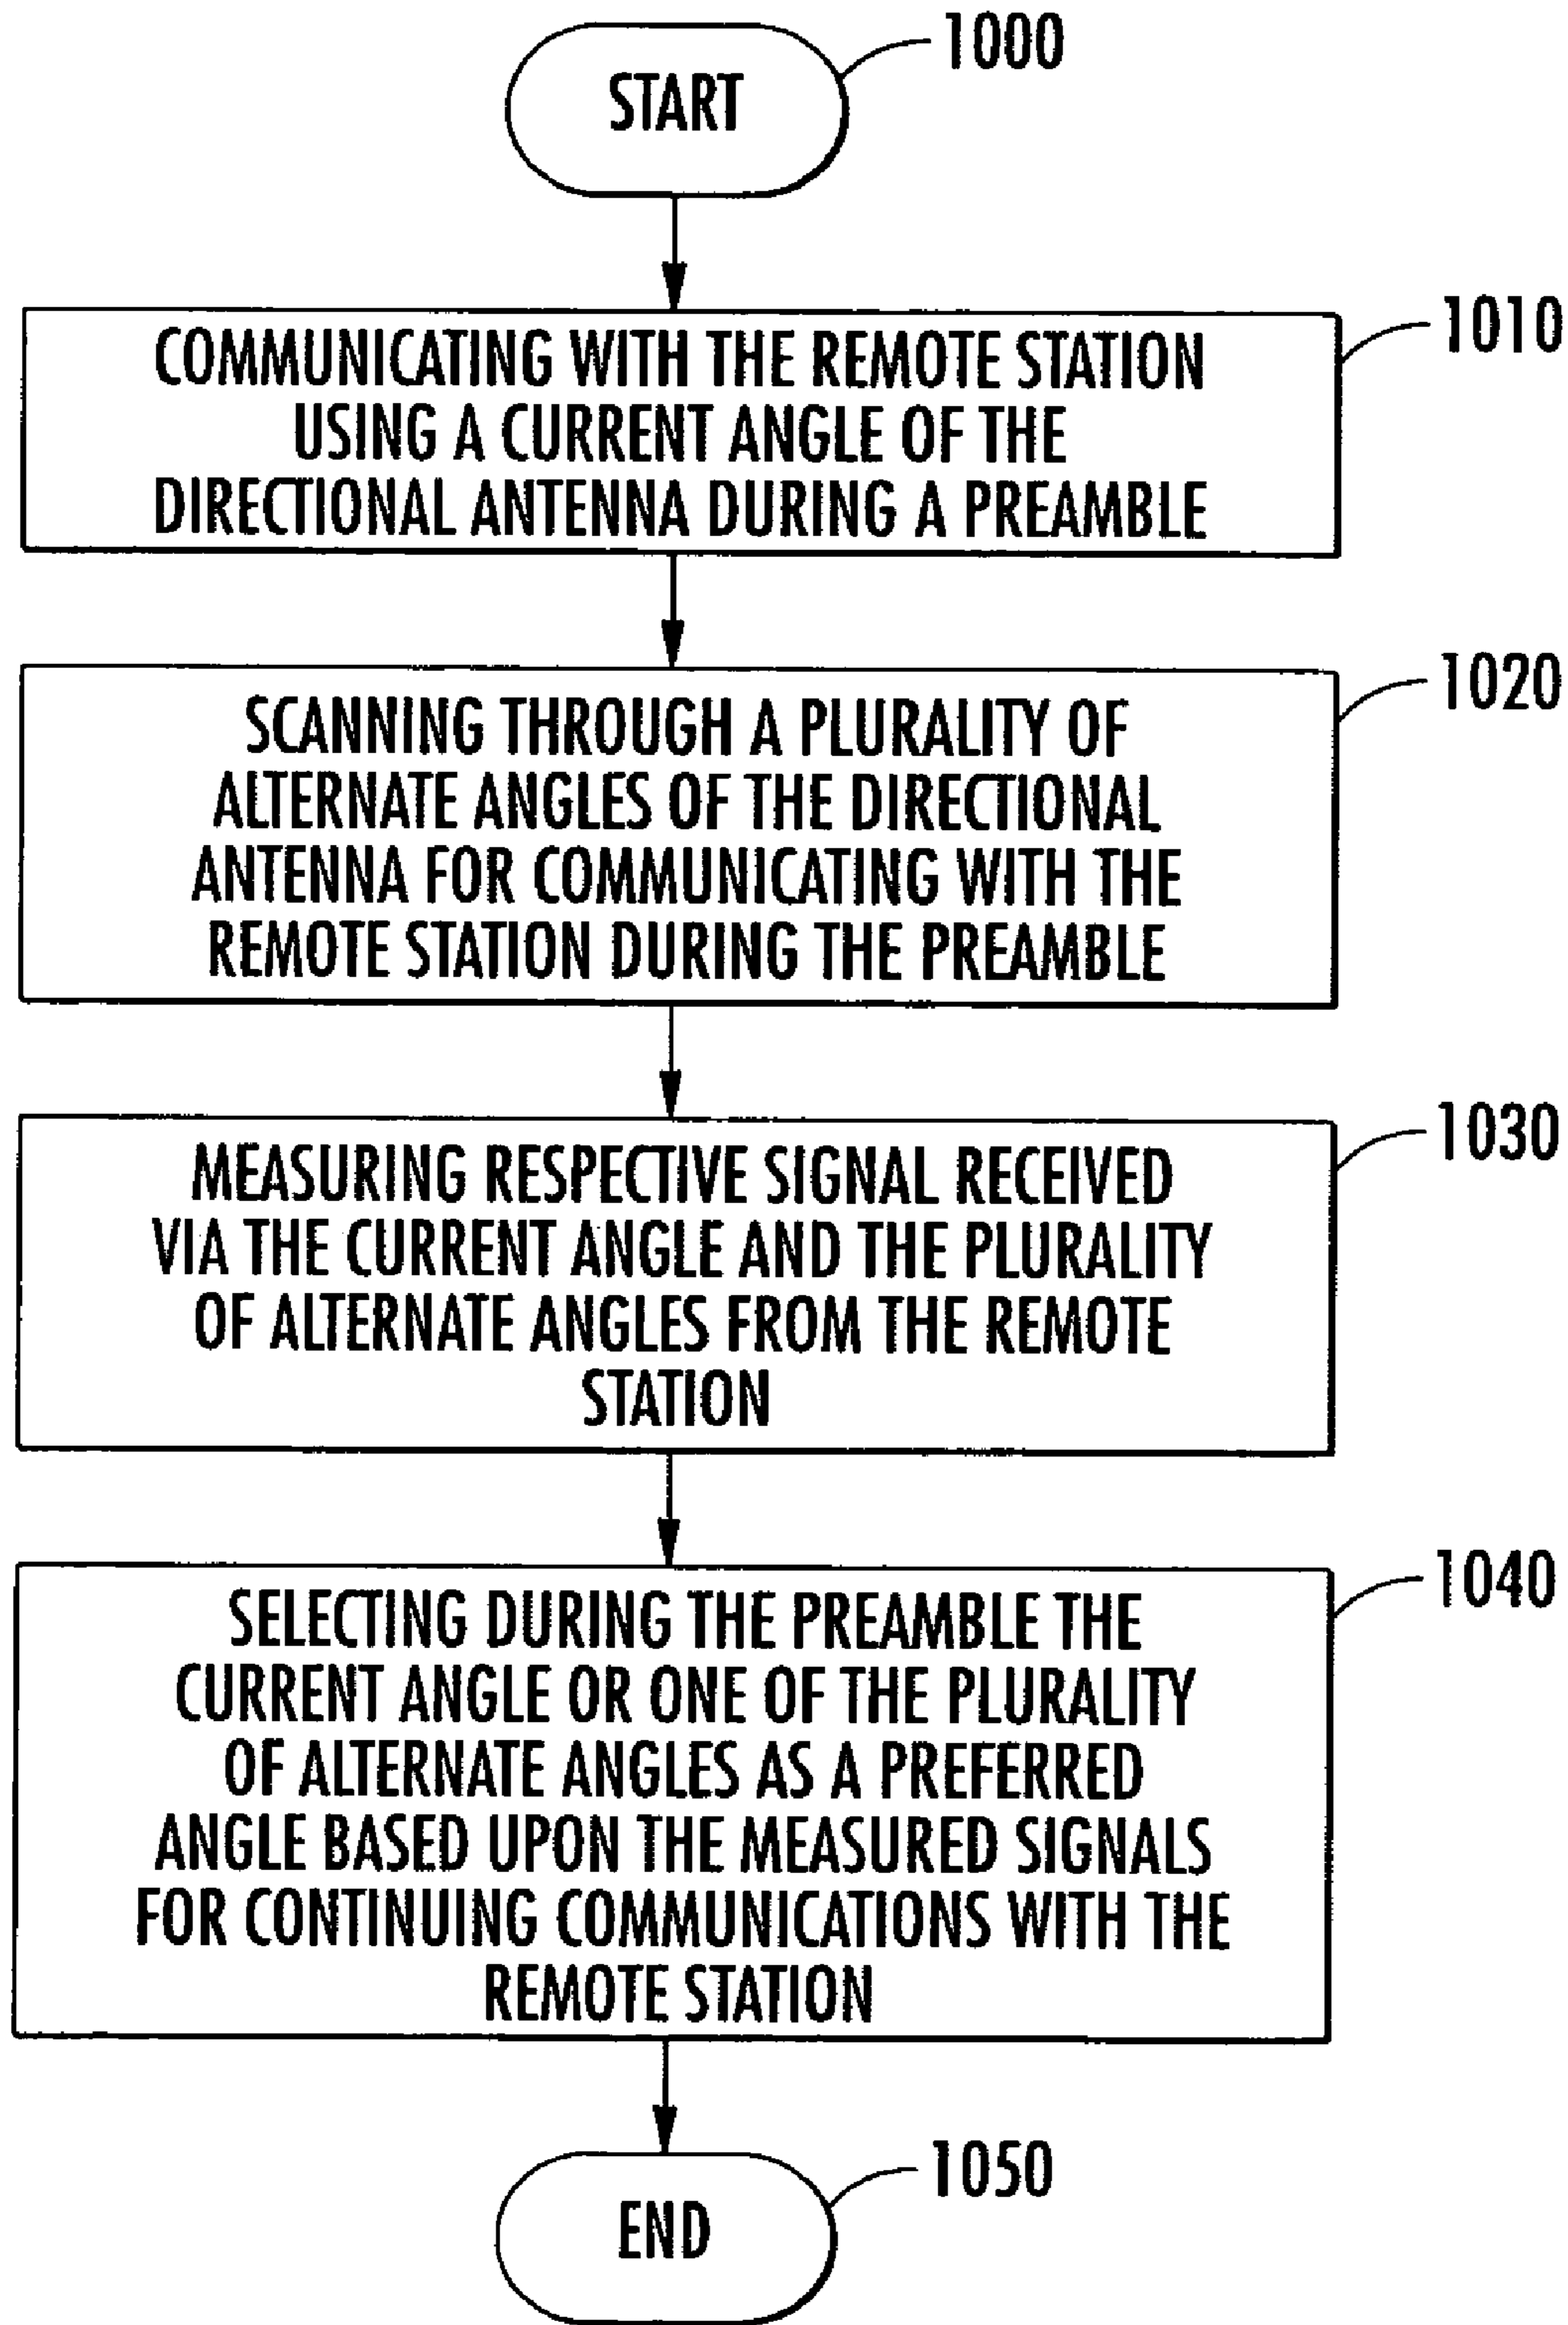 START
1000
COMMUNICATING WITH THE REMOTE STATION
USING A CURRENT ANGLE OF THE
DIRECTIONAL ANTENNA DURING A PREAMBLE
1010
SCANNING THROUGH A PLURALITY OF
ALTERNATE ANGLES OF THE DIRECTIONAL
ANTENNA FOR COMMUNICATING WITH THE
REMOTE STATION DURING THE PREAMBLE
1020
MEASURING RESPECTIVE SIGNAL RECEIVED
VIA THE CURRENT ANGLE AND THE PLURALITY
OF ALTERNATE ANGLES FROM THE REMOTE
STATION
1030
SELECTING DURING THE PREAMBLE THE
CURRENT ANGLE OR ONE OF THE PLURALITY
OF ALTERNATE ANGLES AS A PREFERRED
ANGLE BASED UPON THE MEASURED SIGNALS
FOR CONTINUING COMMUNICATIONS WITH THE
REMOTE STATION
1040
END
1050